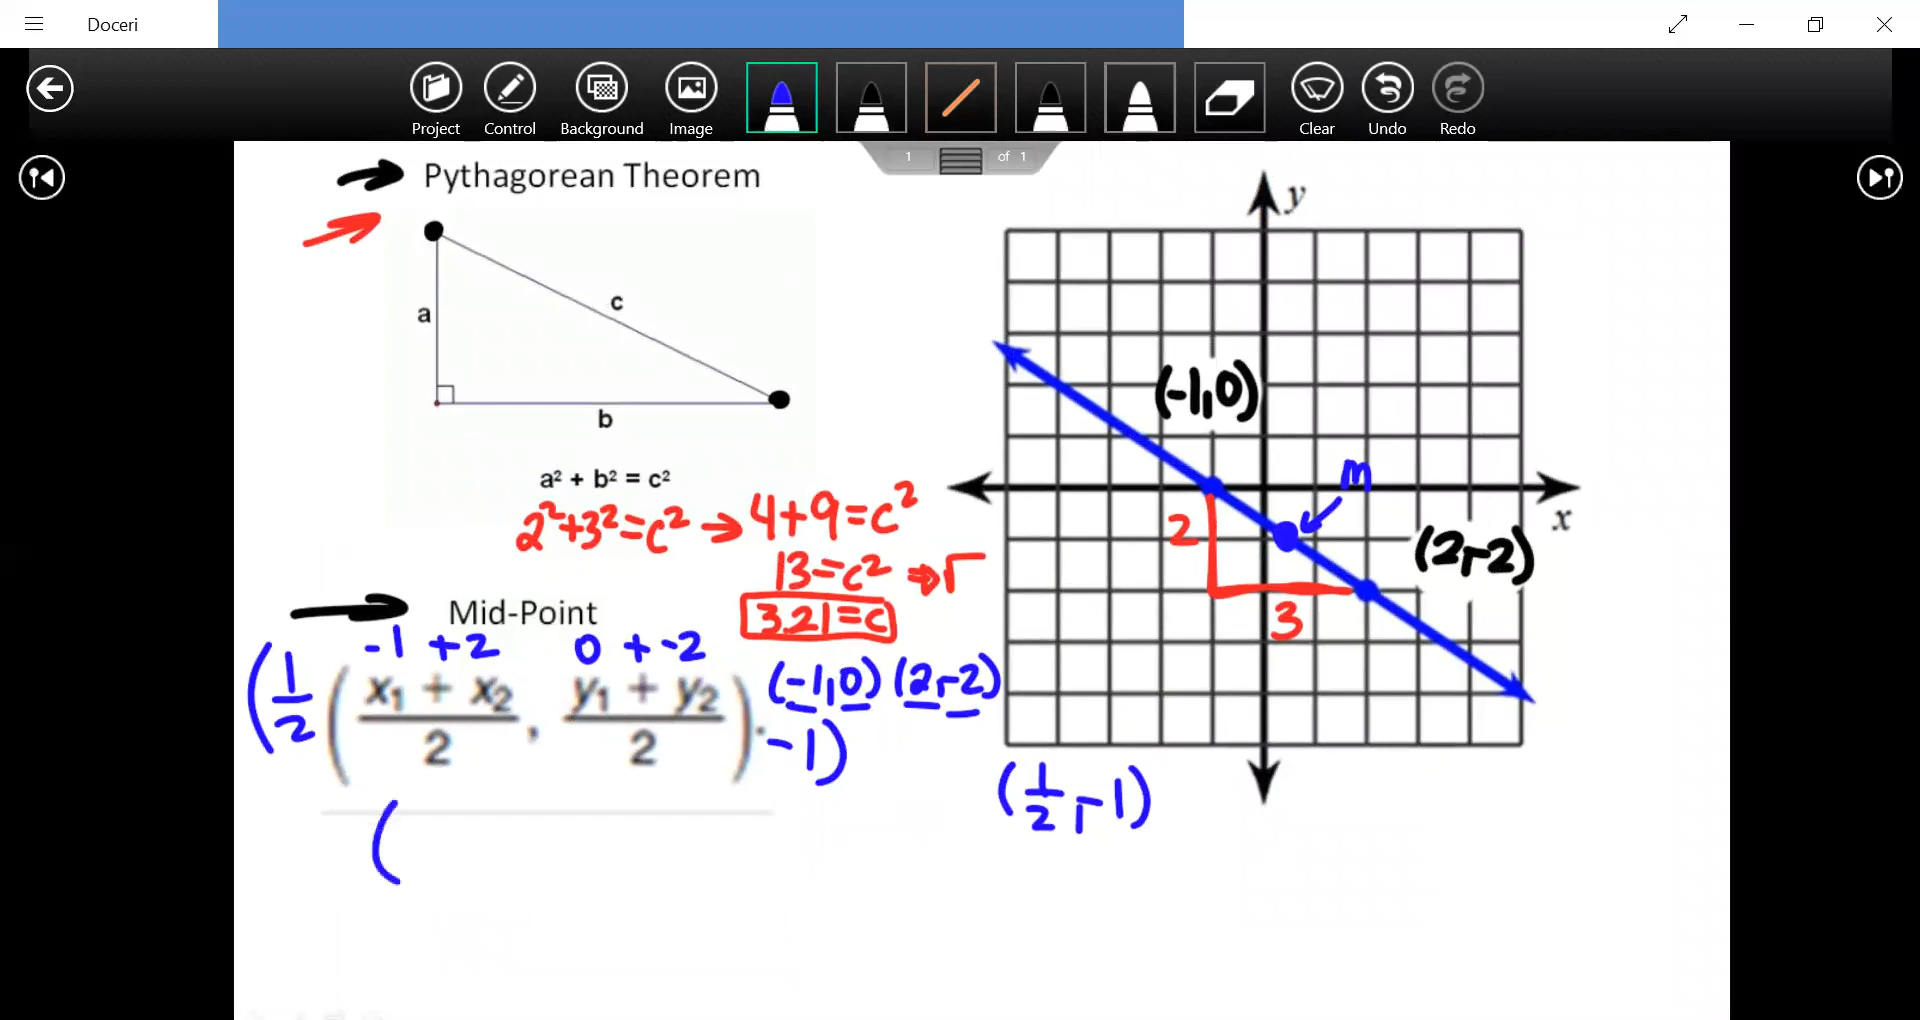 Doceri
Project Control Background Image Clear Undo Redo
1 of 1
Pythagorean Theorem
a
c
b
a² + b² = c²
2²+3²=c² → 4+9=c²
13=c² ⇒ √
3.21=c
Mid-Point
-1 +2 0 + -2
(-1,0) (2,-2)
(1/2 ( x₁ + x₂ / 2 , y₁ + y₂ / 2 ). -1)
(
y
x
(-1,0)
m
(2,-2)
2
3
(1/2, -1)